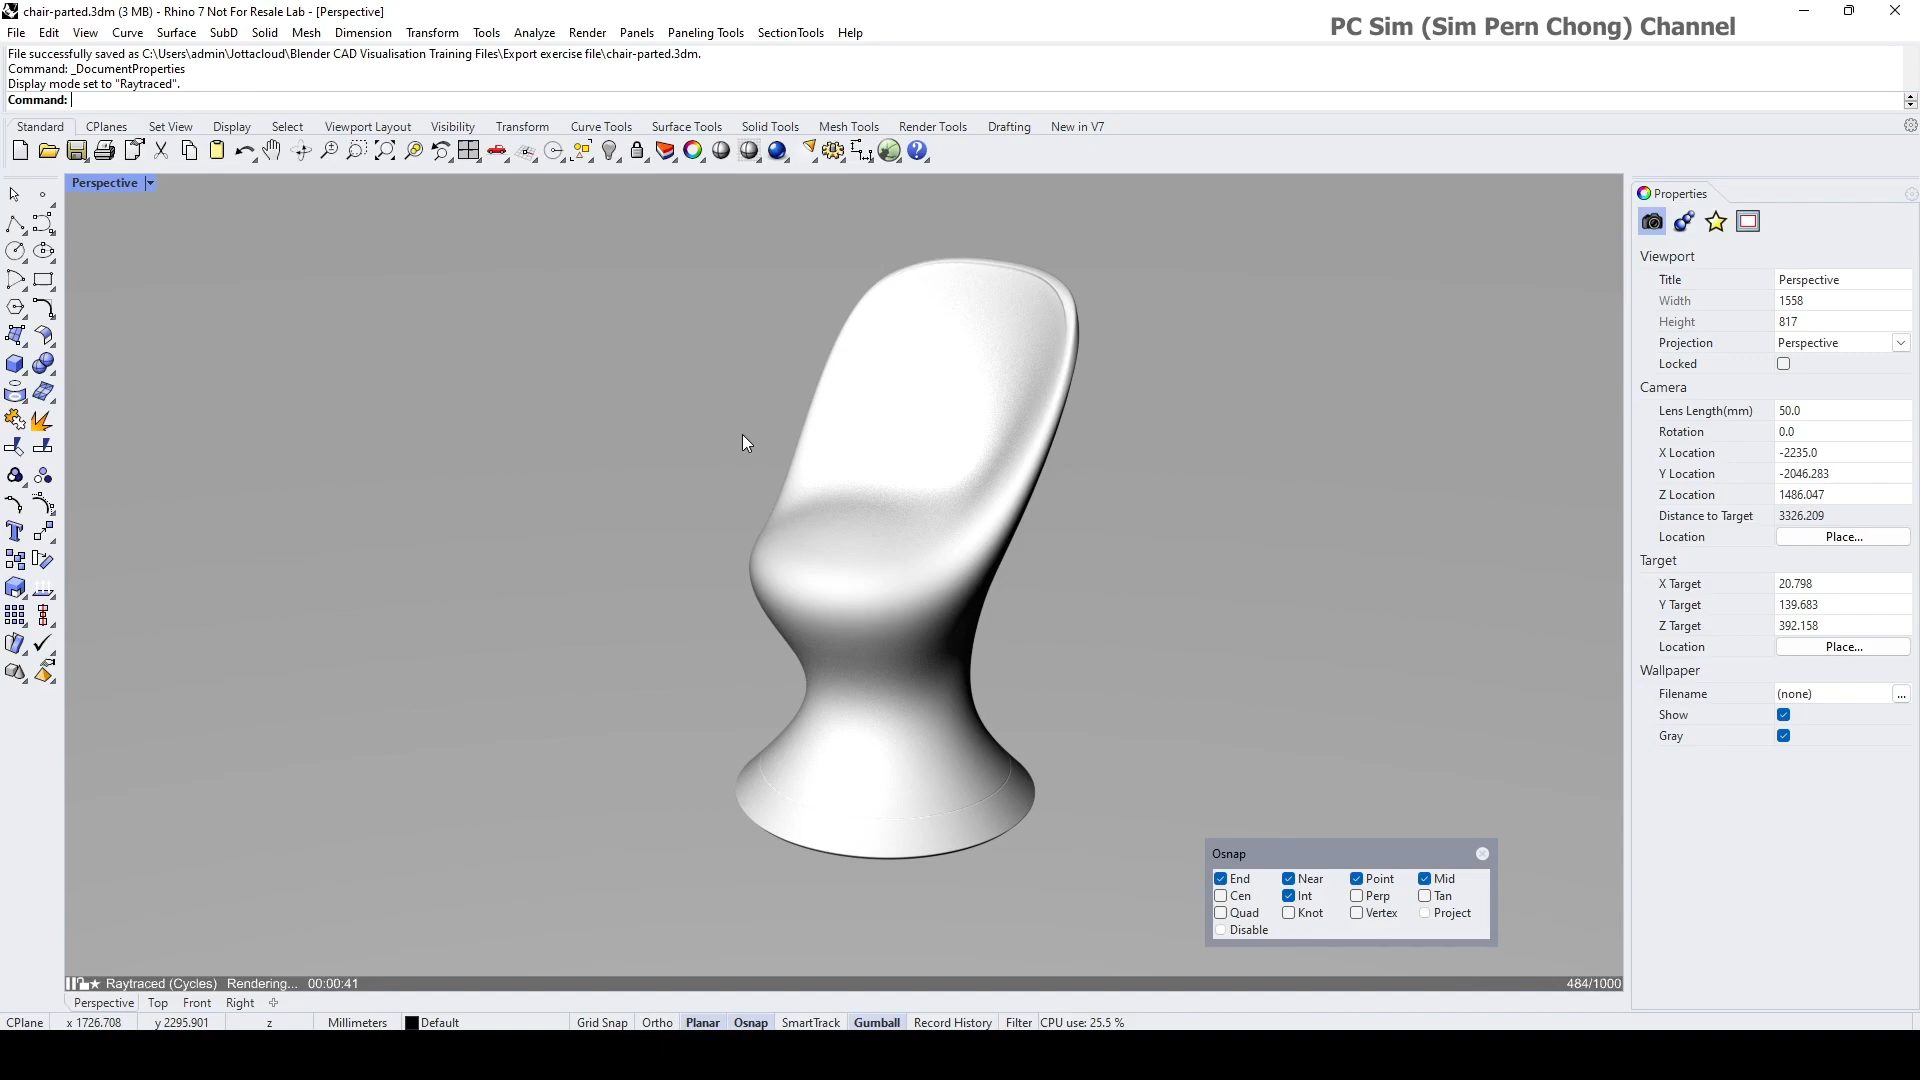 chair-parted.3dm (3 MB) - Rhino 7 Not For Resale Lab - [Perspective]
PC Sim (Sim Pern Chong) Channel
File Edit View Curve Surface SubD Solid Mesh Dimension Transform Tools Analyze Render Panels Paneling Tools SectionTools Help
File successfully saved as C:\Users\admin\Jottacloud\Blender CAD Visualisation Training Files\Export exercise file\chair-parted.3dm.
Command: _DocumentProperties
Display mode set to "Raytraced".
Command:
Standard CPlanes Set View Display Select Viewport Layout Visibility Transform Curve Tools Surface Tools Solid Tools Mesh Tools Render Tools Drafting New in V7
Perspective
Properties
Viewport
Title Perspective
Width 1558
Height 817
Projection Perspective
Locked
Camera
Lens Length(mm) 50.0
Rotation 0.0
X Location -2235.0
Y Location -2046.283
Z Location 1486.047
Distance to Target 3326.209
Location Place...
Target
X Target 20.798
Y Target 139.683
Z Target 392.158
Location Place...
Wallpaper
Filename (none) ...
Show
Gray
Osnap
End Near Point Mid
Cen Int Perp Tan
Quad Knot Vertex Project
Disable
Raytraced (Cycles) Rendering... 00:00:41 484/1000
Perspective Top Front Right
CPlane x 1726.708 y 2295.901 z Millimeters Default Grid Snap Ortho Planar Osnap SmartTrack Gumball Record History Filter CPU use: 25.5 %